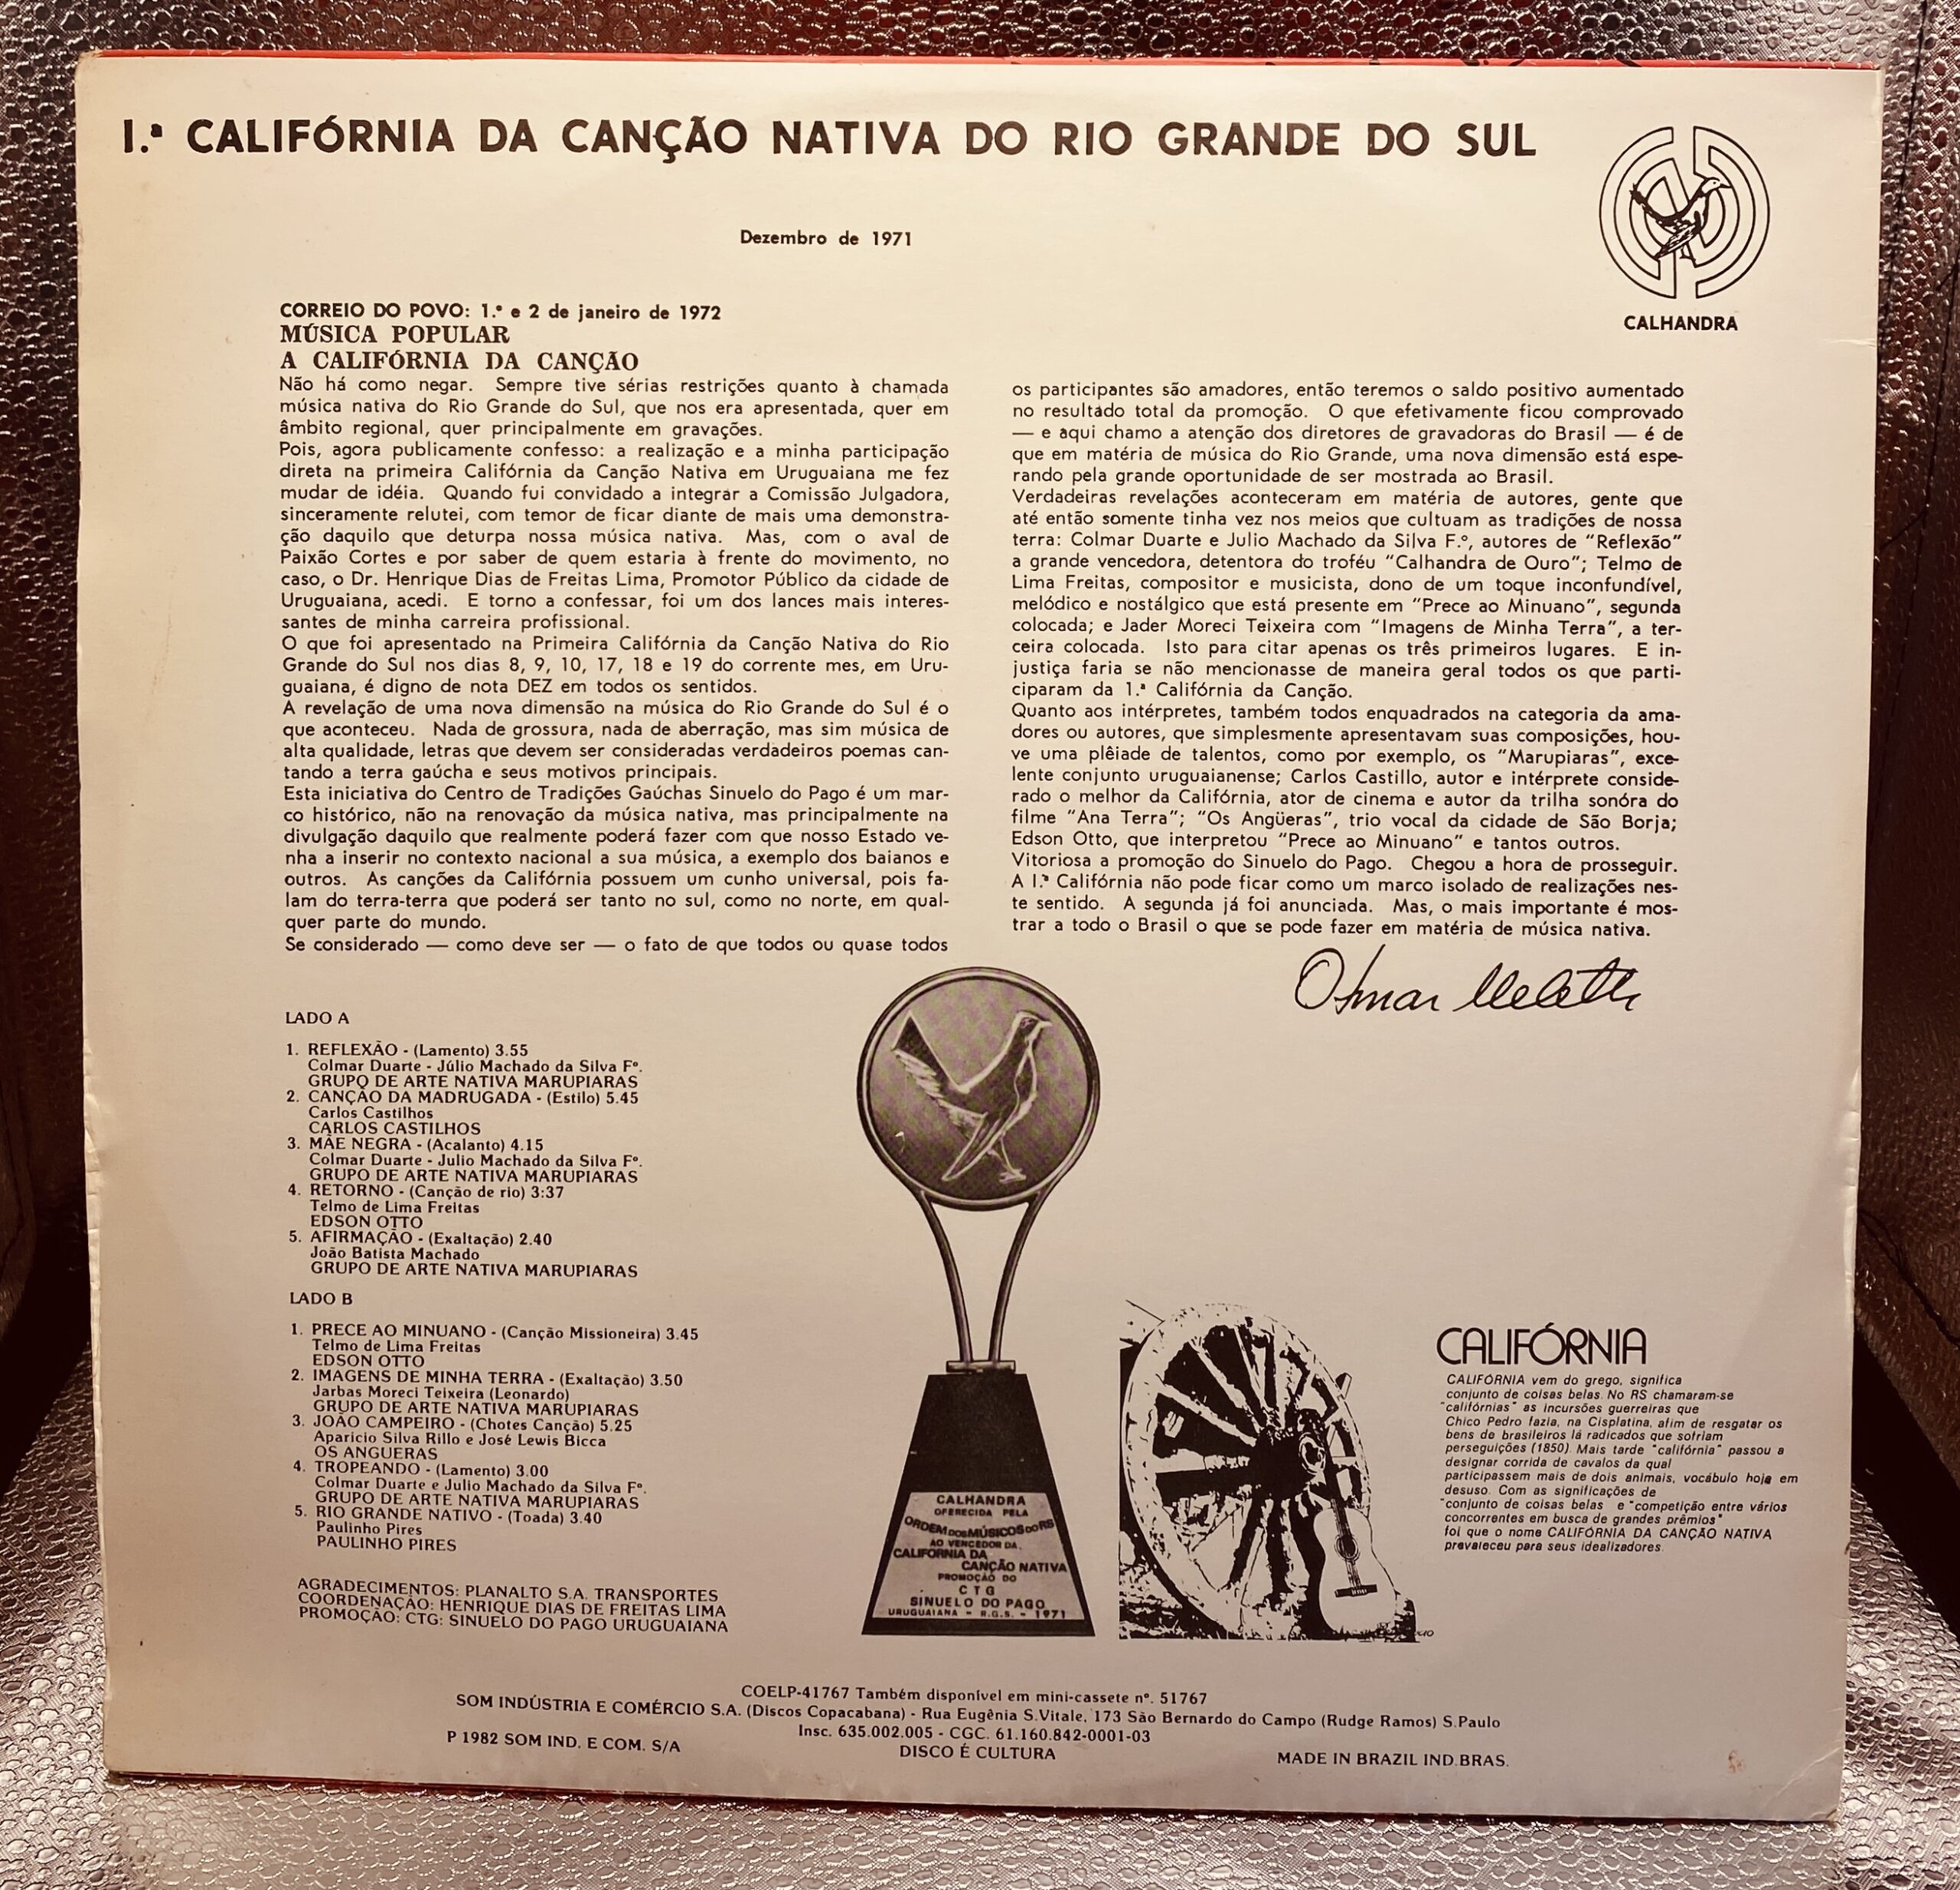 1.ª CALIFÓRNIA DA CANÇÃO NATIVA DO RIO GRANDE DO SUL
Dezembro de 1971
CALHANDRA
CORREIO DO POVO: 1.º e 2 de janeiro de 1972
MÚSICA POPULAR
A CALIFÓRNIA DA CANÇÃO
Não há como negar. Sempre tive sérias restrições quanto à chamada
música nativa do Rio Grande do Sul, que nos era apresentada, quer em
âmbito regional, quer principalmente em gravações.
Pois, agora publicamente confesso: a realização e a minha participação
direta na primeira Califórnia da Canção Nativa em Uruguaiana me fez
mudar de idéia. Quando fui convidado a integrar a Comissão Julgadora,
sinceramente relutei, com temor de ficar diante de mais uma demonstra-
ção daquilo que deturpa nossa música nativa. Mas, com o aval de
Paixão Cortes e por saber de quem estaria à frente do movimento, no
caso, o Dr. Henrique Dias de Freitas Lima, Promotor Público da cidade de
Uruguaiana, acedi. E torno a confessar, foi um dos lances mais interes-
santes de minha carreira profissional.
O que foi apresentado na Primeira Califórnia da Canção Nativa do Rio
Grande do Sul nos dias 8, 9, 10, 17, 18 e 19 do corrente mes, em Uru-
guaiana, é digno de nota DEZ em todos os sentidos.
A revelação de uma nova dimensão na música do Rio Grande do Sul é o
que aconteceu. Nada de grossura, nada de aberração, mas sim música de
alta qualidade, letras que devem ser consideradas verdadeiros poemas can-
tando a terra gaúcha e seus motivos principais.
Esta iniciativa do Centro de Tradições Gaúchas Sinuelo do Pago é um mar-
co histórico, não na renovação da música nativa, mas principalmente na
divulgação daquilo que realmente poderá fazer com que nosso Estado ve-
nha a inserir no contexto nacional a sua música, a exemplo dos baianos e
outros. As canções da Califórnia possuem um cunho universal, pois fa-
lam do terra-terra que poderá ser tanto no sul, como no norte, em qual-
quer parte do mundo.
Se considerado — como deve ser — o fato de que todos ou quase todos
os participantes são amadores, então teremos o saldo positivo aumentado
no resultado total da promoção. O que efetivamente ficou comprovado
— e aqui chamo a atenção dos diretores de gravadoras do Brasil — é de
que em matéria de música do Rio Grande, uma nova dimensão está espe-
rando pela grande oportunidade de ser mostrada ao Brasil.
Verdadeiras revelações aconteceram em matéria de autores, gente que
até então somente tinha vez nos meios que cultuam as tradições de nossa
terra: Colmar Duarte e Julio Machado da Silva F.º, autores de "Reflexão"
a grande vencedora, detentora do troféu "Calhandra de Ouro"; Telmo de
Lima Freitas, compositor e musicista, dono de um toque inconfundível,
melódico e nostálgico que está presente em "Prece ao Minuano", segunda
colocada; e Jader Moreci Teixeira com "Imagens de Minha Terra", a ter-
ceira colocada. Isto para citar apenas os três primeiros lugares. E in-
justiça faria se não mencionasse de maneira geral todos os que parti-
ciparam da 1.ª Califórnia da Canção.
Quanto aos intérpretes, também todos enquadrados na categoria da ama-
dores ou autores, que simplesmente apresentavam suas composições, hou-
ve uma plêiade de talentos, como por exemplo, os "Marupiaras", exce-
lente conjunto uruguaianense; Carlos Castillo, autor e intérprete conside-
rado o melhor da Califórnia, ator de cinema e autor da trilha sonóra do
filme "Ana Terra"; "Os Angüeras", trio vocal da cidade de São Borja;
Edson Otto, que interpretou "Prece ao Minuano" e tantos outros.
Vitoriosa a promoção do Sinuelo do Pago. Chegou a hora de prosseguir.
A 1.ª Califórnia não pode ficar como um marco isolado de realizações nes-
te sentido. A segunda já foi anunciada. Mas, o mais importante é mos-
trar a todo o Brasil o que se pode fazer em matéria de música nativa.
Osmar Meletti
LADO A
1. REFLEXÃO - (Lamento) 3.55
Colmar Duarte - Júlio Machado da Silva Fº.
GRUPO DE ARTE NATIVA MARUPIARAS
2. CANÇÃO DA MADRUGADA - (Estilo) 5.45
Carlos Castilhos
CARLOS CASTILHOS
3. MÃE NEGRA - (Acalanto) 4.15
Colmar Duarte - Julio Machado da Silva Fº.
GRUPO DE ARTE NATIVA MARUPIARAS
4. RETORNO - (Canção de rio) 3:37
Telmo de Lima Freitas
EDSON OTTO
5. AFIRMAÇÃO - (Exaltação) 2.40
João Batista Machado
GRUPO DE ARTE NATIVA MARUPIARAS
LADO B
1. PRECE AO MINUANO - (Canção Missioneira) 3.45
Telmo de Lima Freitas
EDSON OTTO
2. IMAGENS DE MINHA TERRA - (Exaltação) 3.50
Jarbas Moreci Teixeira (Leonardo)
GRUPO DE ARTE NATIVA MARUPIARAS
3. JOÃO CAMPEIRO - (Chotes Canção) 5.25
Aparicio Silva Rillo e José Lewis Bicca
OS ANGUERAS
4. TROPEANDO - (Lamento) 3.00
Colmar Duarte e Julio Machado da Silva Fº.
GRUPO DE ARTE NATIVA MARUPIARAS
5. RIO GRANDE NATIVO - (Toada) 3.40
Paulinho Pires
PAULINHO PIRES
AGRADECIMENTOS: PLANALTO S.A. TRANSPORTES
COORDENAÇÃO: HENRIQUE DIAS DE FREITAS LIMA
PROMOÇÃO: CTG: SINUELO DO PAGO URUGUAIANA
CALHANDRA
OFERECIDA PELA
ORDEM DOS MÚSICOS DO RS
AO VENCEDOR DA
CALIFORNIA DA
CANÇÃO NATIVA
PROMOÇÃO DO
C T G
SINUELO DO PAGO
URUGUAIANA - R.G.S. - 1971
CALIFÓRNIA
CALIFORNIA vem do grego, significa
conjunto de coisas belas. No RS chamaram-se
"califórnias" as incursões guerreiras que
Chico Pedro fazia, na Cisplatina, afim de resgatar os
bens de brasileiros lá radicados que sofriam
perseguições (1850). Mais tarde "califórnia" passou a
designar corrida de cavalos da qual
participassem mais de dois animais, vocábulo hoje em
desuso. Com as significações de
"conjunto de coisas belas e "competição entre vários
concorrentes em busca de grandes prêmios"
foi que o nome CALIFÓRNIA DA CANÇÃO NATIVA
prevaleceu para seus idealizadores.
COELP-41767 Também disponível em mini-cassete nº. 51767
SOM INDÚSTRIA E COMÉRCIO S.A. (Discos Copacabana) - Rua Eugênia S.Vitale, 173 São Bernardo do Campo (Rudge Ramos) S.Paulo
Insc. 635.002.005 - CGC. 61.160.842-0001-03
P 1982 SOM IND. E COM. S/A
DISCO É CULTURA
MADE IN BRAZIL IND.BRAS.